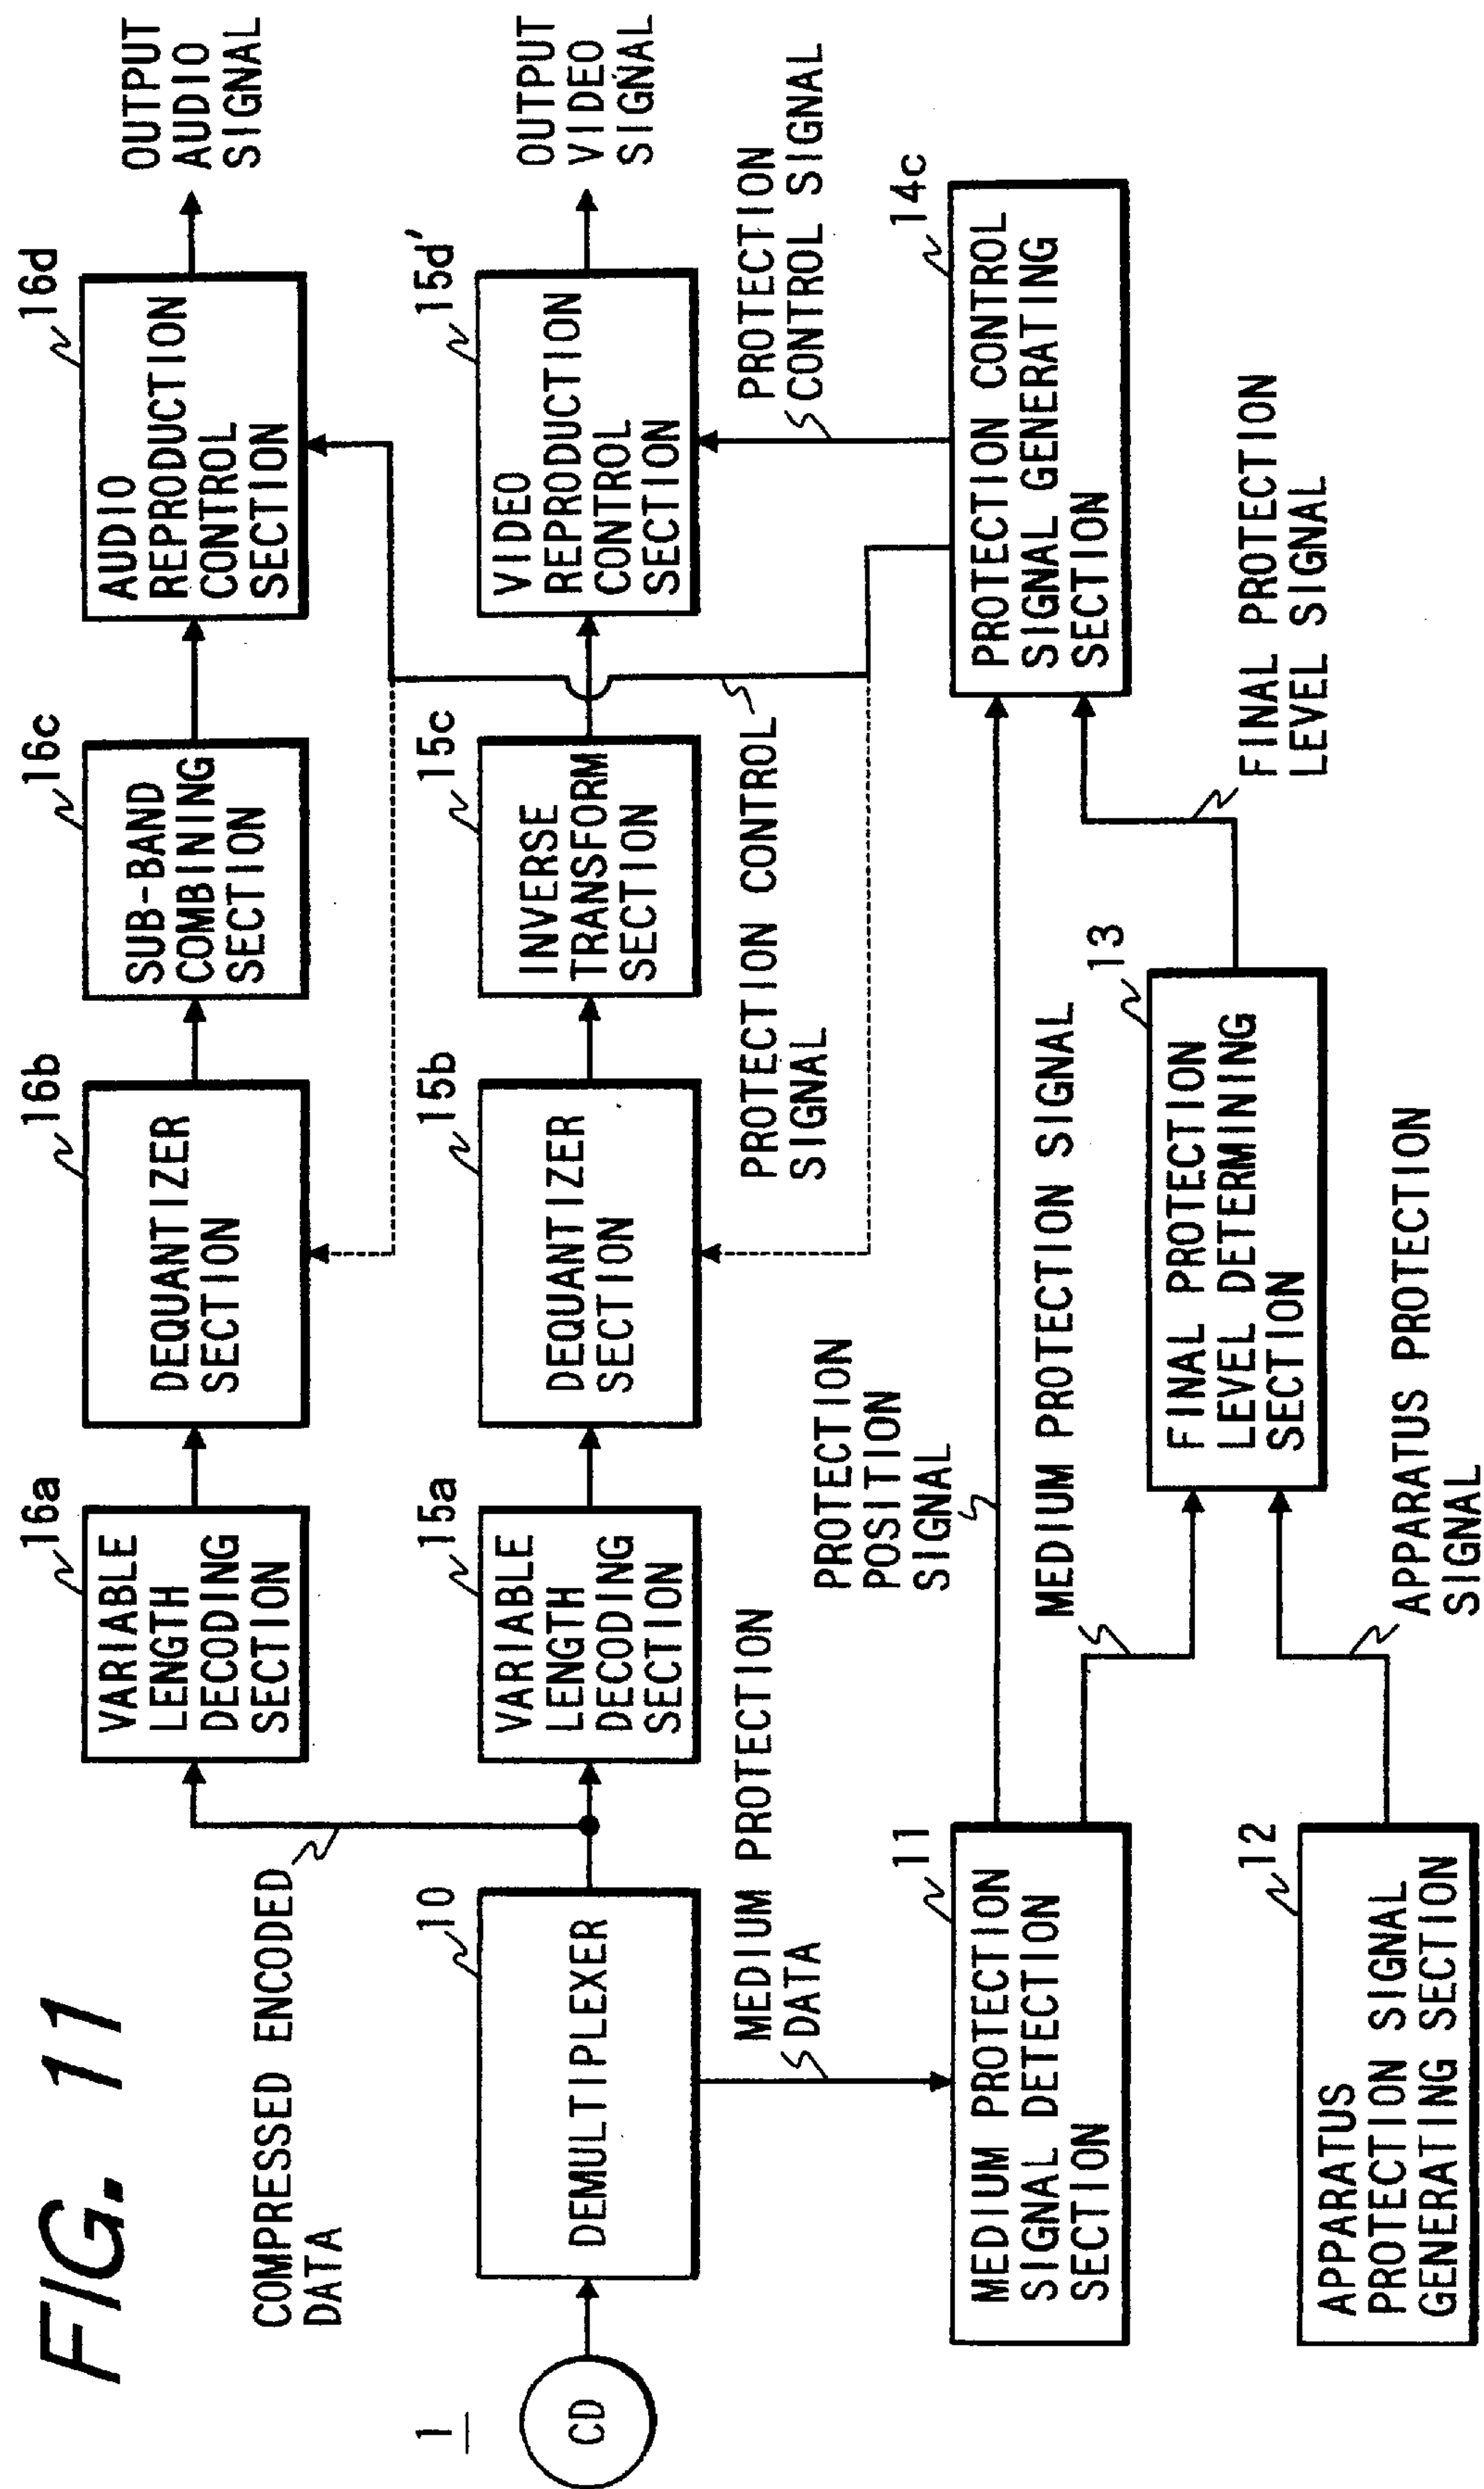 FIG. 11
1
CD
COMPRESSED ENCODED
DATA
10
DEMULTIPLEXER
MEDIUM PROTECTION
DATA
16a
VARIABLE
LENGTH
DECODING
SECTION
16b
DEQUANTIZER
SECTION
16c
SUB-BAND
COMBINING
SECTION
16d
AUDIO
REPRODUCTION
CONTROL
SECTION
OUTPUT
AUDIO
SIGNAL
15a
VARIABLE
LENGTH
DECODING
SECTION
15b
DEQUANTIZER
SECTION
15c
INVERSE
TRANSFORM
SECTION
15d'
VIDEO
REPRODUCTION
CONTROL
SECTION
OUTPUT
VIDEO
SIGNAL
PROTECTION CONTROL
SIGNAL
PROTECTION
CONTROL SIGNAL
11
MEDIUM PROTECTION
SIGNAL DETECTION
SECTION
PROTECTION
POSITION
SIGNAL
MEDIUM PROTECTION SIGNAL
14c
PROTECTION CONTROL
SIGNAL GENERATING
SECTION
12
APPARATUS
PROTECTION SIGNAL
GENERATING SECTION
APPARATUS PROTECTION
SIGNAL
13
FINAL PROTECTION
LEVEL DETERMINING
SECTION
FINAL PROTECTION
LEVEL SIGNAL